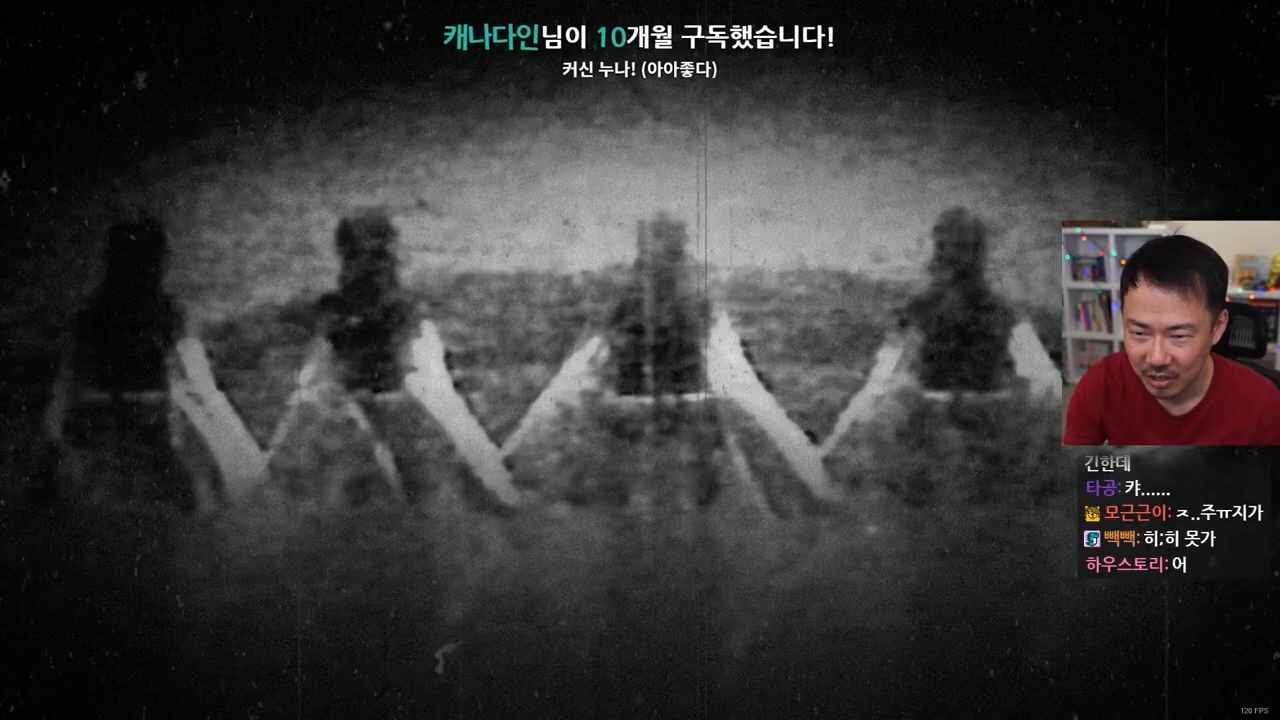 캐나다인님이 10개월 구독했습니다!
커신 누나! (아아좋다)
긴한데
타공: 캬......
모근근이: ㅈ..주ㅠ지가
빽빽: 히;히 못가
하우스토리: 어
120 FPS